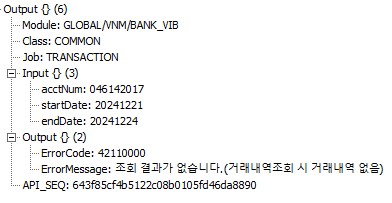 Output {} (6)
Module: GLOBAL/VNM/BANK_VIB
Class: COMMON
Job: TRANSACTION
Input {} (3)
acctNum: 046142017
startDate: 20241221
endDate: 20241224
Output {} (2)
ErrorCode: 42110000
ErrorMessage: 조회 결과가 없습니다.(거래내역조회 시 거래내역 없음)
API_SEQ: 643f85cf4b5122c08b0105fd46da8890